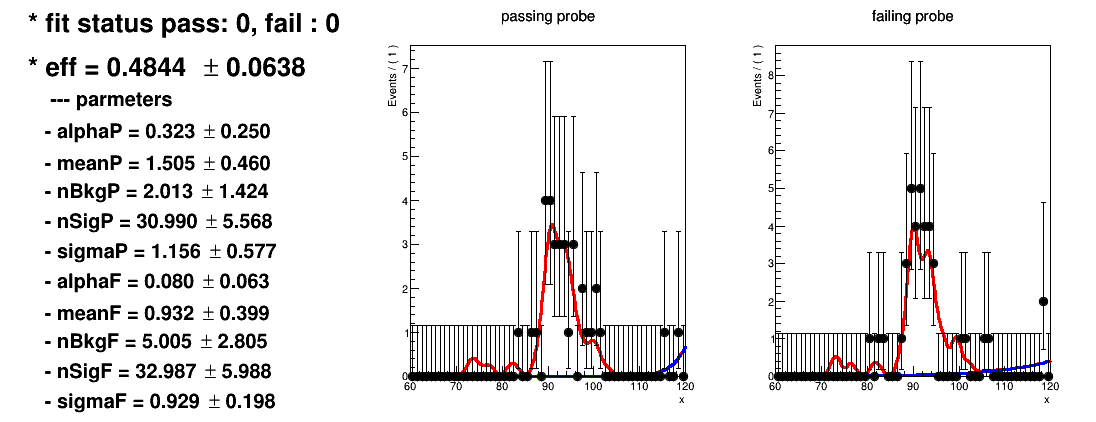 * fit status pass: 0, fail : 0
* eff = 0.4844 ± 0.0638
--- parmeters
- alphaP = 0.323 ± 0.250
- meanP = 1.505 ± 0.460
- nBkgP = 2.013 ± 1.424
- nSigP = 30.990 ± 5.568
- sigmaP = 1.156 ± 0.577
- alphaF = 0.080 ± 0.063
- meanF = 0.932 ± 0.399
- nBkgF = 5.005 ± 2.805
- nSigF = 32.987 ± 5.988
- sigmaF = 0.929 ± 0.198
passing probe
Events / ( 1 )
7
6
5
4
3
2
1
0
60 70 80 90 100 110 120
x
failing probe
Events / ( 1 )
8
7
6
5
4
3
2
1
0
60 70 80 90 100 110 120
x